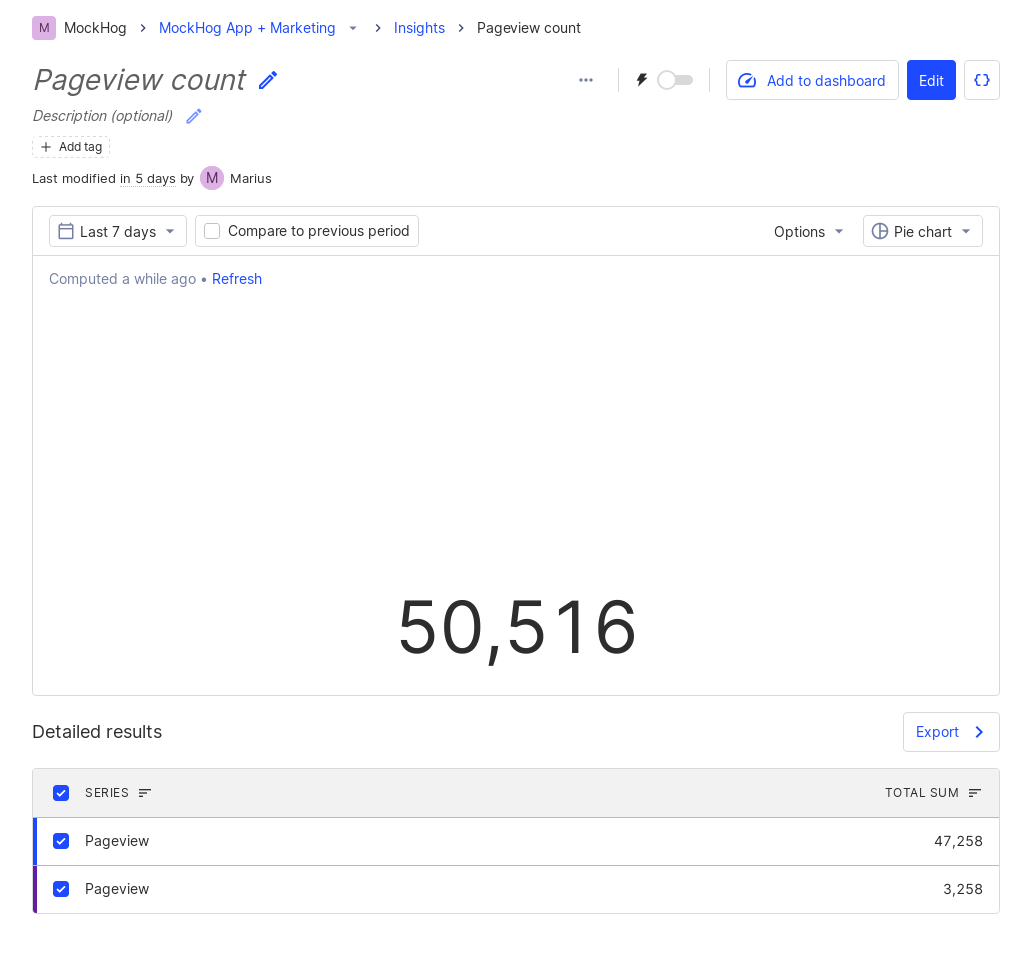 M MockHog MockHog App + Marketing Insights Pageview count
Pageview count
Add to dashboard Edit
Description (optional)
Add tag
Last modified in 5 days by M Marius
Last 7 days Compare to previous period Options Pie chart
Computed a while ago • Refresh
50,516
Detailed results Export
SERIES TOTAL SUM
Pageview 47,258
Pageview 3,258